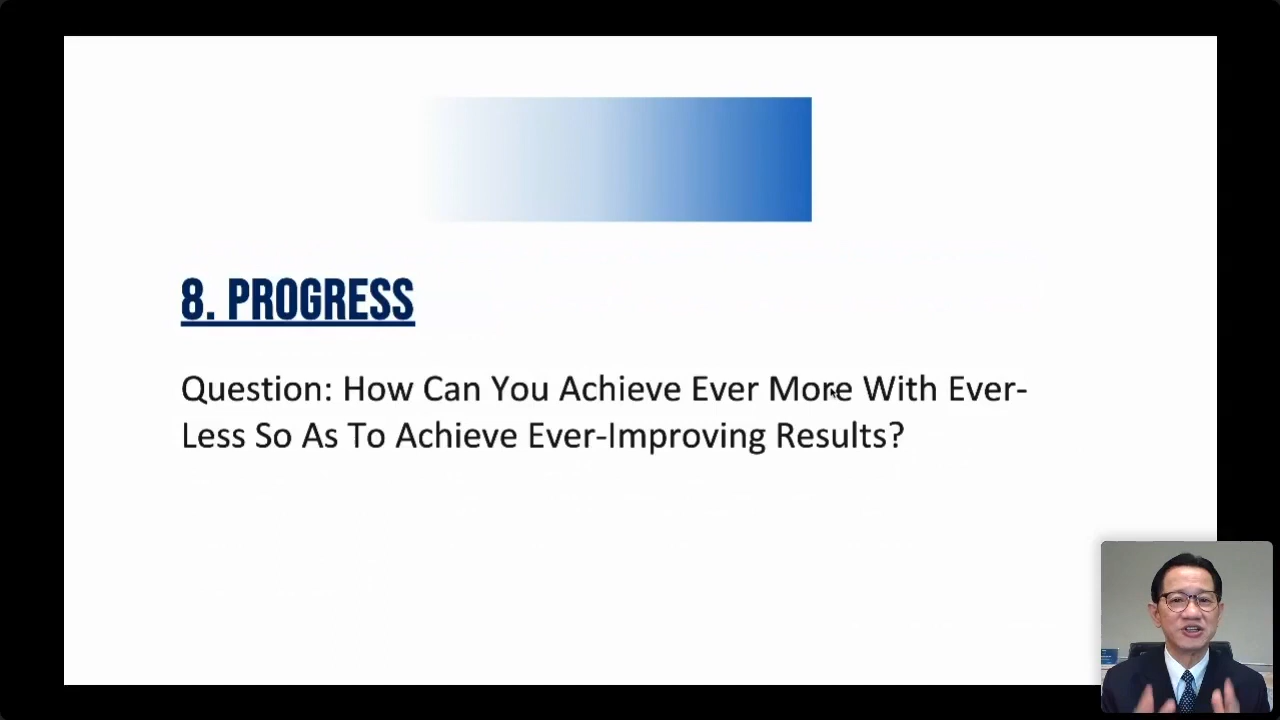 8. PROGRESS
Question: How Can You Achieve Ever More With Ever-
Less So As To Achieve Ever-Improving Results?